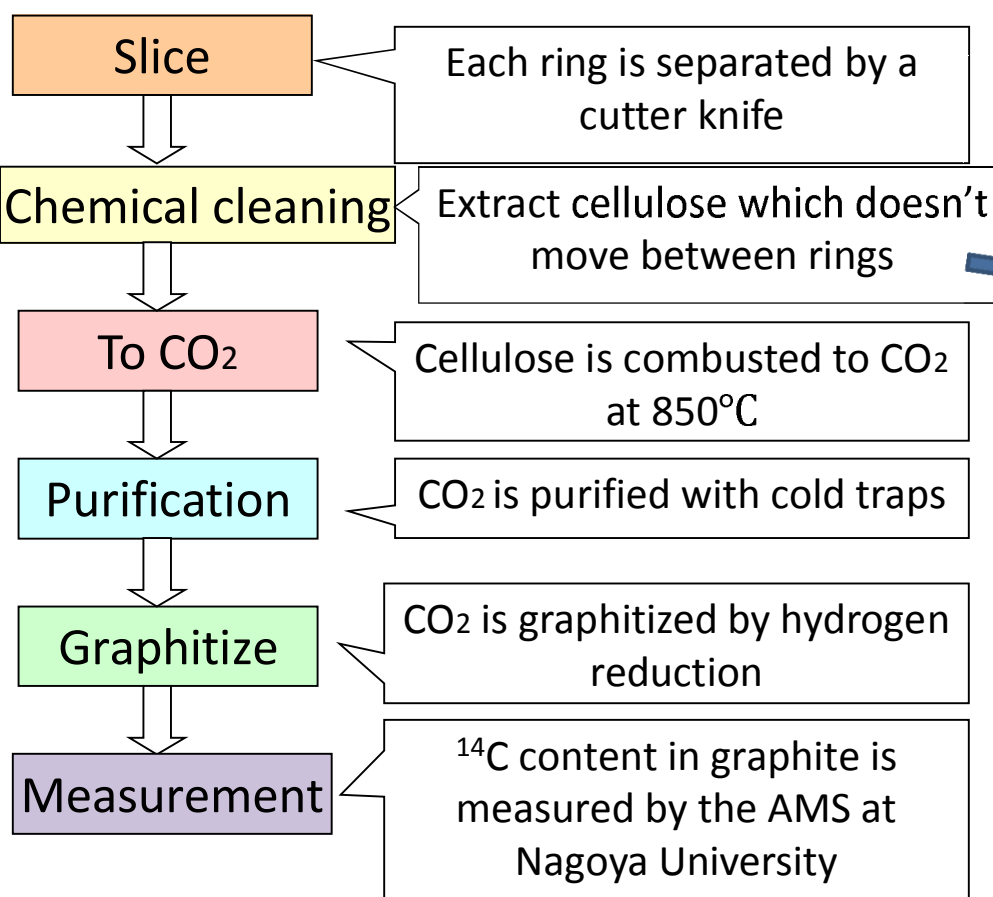 Slice
Each ring is separated by a
cutter knife
Chemical cleaning
Extract cellulose which doesn’t
move between rings
To CO₂
Cellulose is combusted to CO₂
at 850℃
Purification
CO₂ is purified with cold traps
Graphitize
CO₂ is graphitized by hydrogen
reduction
Measurement
¹⁴C content in graphite is
measured by the AMS at
Nagoya University